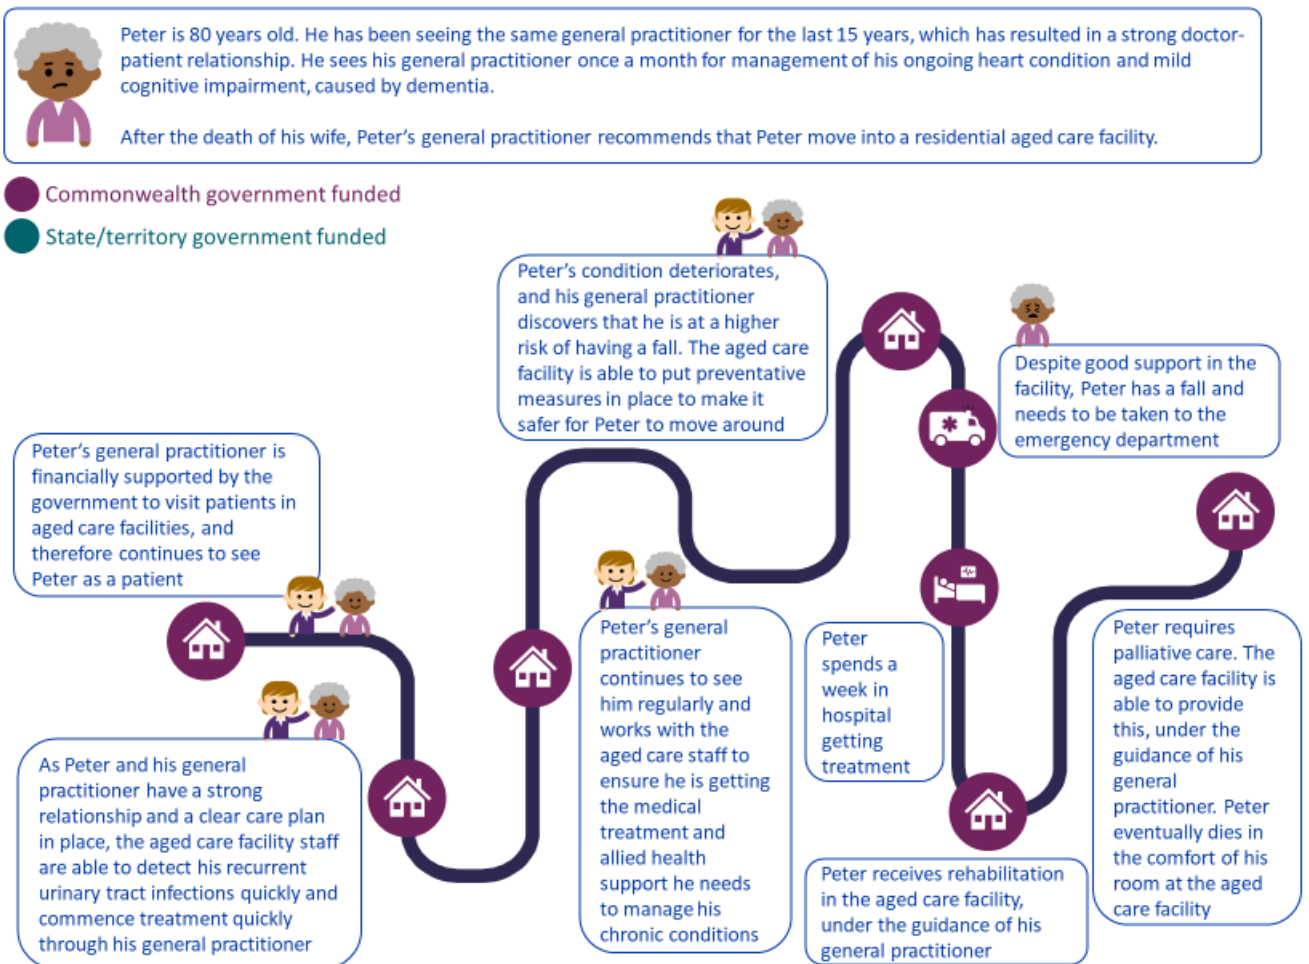 Peter is 80 years old. He has been seeing the same general practitioner for the last 15 years, which has resulted in a strong doctor-
patient relationship. He sees his general practitioner once a month for management of his ongoing heart condition and mild
cognitive impairment, caused by dementia.
After the death of his wife, Peter's general practitioner recommends that Peter move into a residential aged care facility.
Commonwealth government funded
State/territory government funded
Peter's general practitioner is
financially supported by the
government to visit patients in
aged care facilities, and
therefore continues to see
Peter as a patient
As Peter and his general
practitioner have a strong
relationship and a clear care plan
in place, the aged care facility staff
are able to detect his recurrent
urinary tract infections quickly and
commence treatment quickly
through his general practitioner
Peter's general
practitioner
continues to see
him regularly and
works with the
aged care staff to
ensure he is getting
the medical
treatment and
allied health
support he needs
to manage his
chronic conditions
Peter's condition deteriorates,
and his general practitioner
discovers that he is at a higher
risk of having a fall. The aged care
facility is able to put preventative
measures in place to make it
safer for Peter to move around
Despite good support in the
facility, Peter has a fall and
needs to be taken to the
emergency department
Peter
spends a
week in
hospital
getting
treatment
Peter receives rehabilitation
in the aged care facility,
under the guidance of his
general practitioner
Peter requires
palliative care. The
aged care facility is
able to provide
this, under the
guidance of his
general
practitioner. Peter
eventually dies in
the comfort of his
room at the aged
care facility